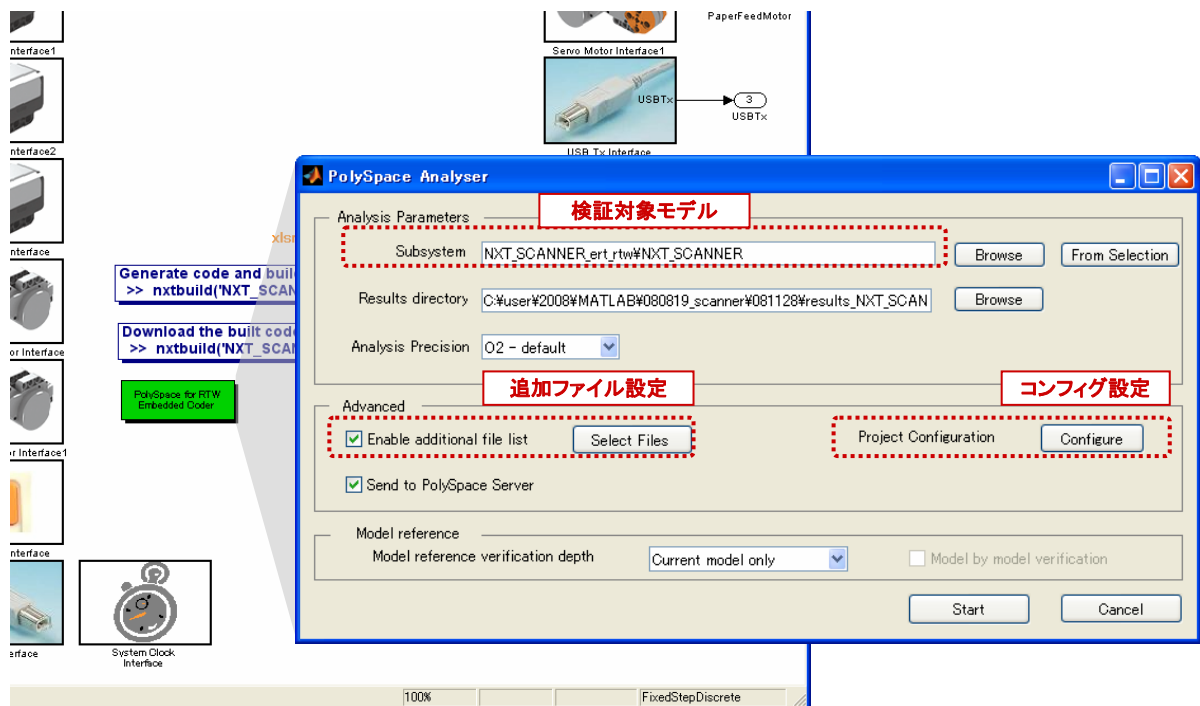 PaperFeedMotor
nterface1
Servo Motor Interface1
USBTx
3
USBTx
nterface2
USB Tx Interface
PolySpace Analyser
Analysis Parameters
検証対象モデル
xlsr
nterface
Subsystem NXT_SCANNER_ert_rtw¥NXT_SCANNER Browse From Selection
Generate code and buil
>> nxtbuild('NXT_SCAN
Results directory C:¥user¥2008¥MATLAB¥080819_scanner¥081128¥results_NXT_SCAN Browse
Download the built code
>> nxtbuild('NXT_SCAN
or Interface
Analysis Precision O2 - default
追加ファイル設定
コンフィグ設定
PolySpace for RTW
Embedded Coder
Advanced
Enable additional file list Select Files Project Configuration Configure
r Interface1
Send to PolySpace Server
Model reference
nterface
Model reference verification depth Current model only Model by model verification
Start Cancel
erface
System Clock
Interface
100% FixedStepDiscrete